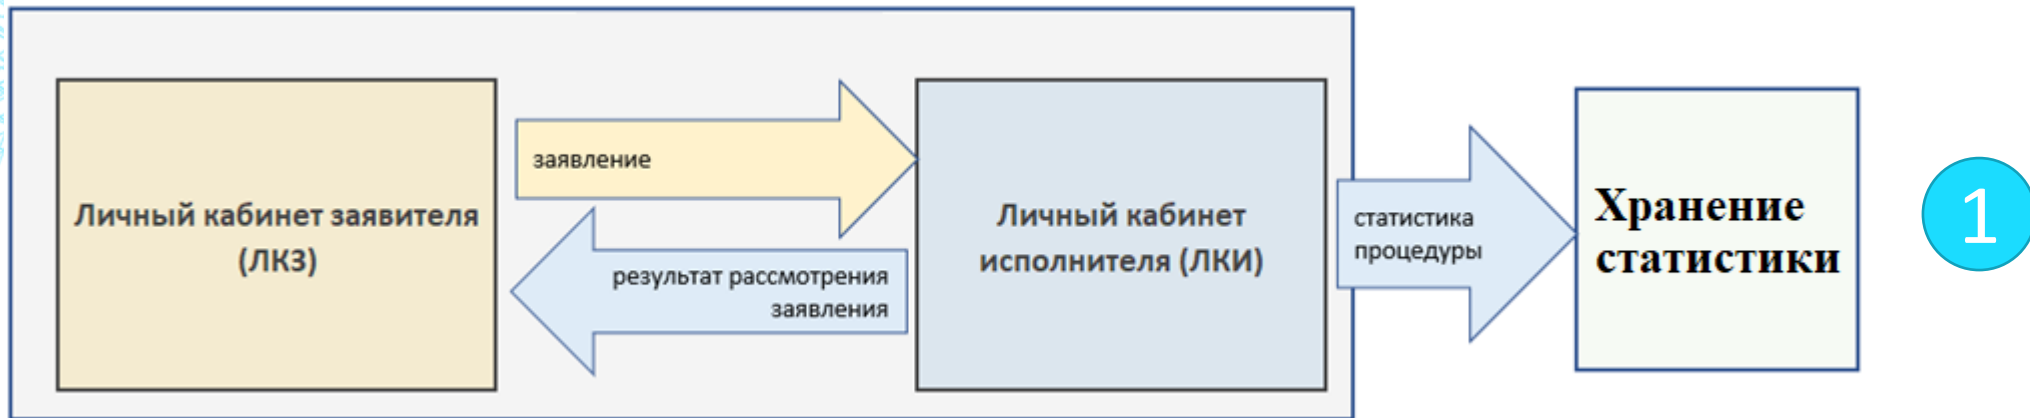 Личный кабинет заявителя
(ЛКЗ)
заявление
результат рассмотрения
заявления
Личный кабинет
исполнителя (ЛКИ)
статистика
процедуры
Хранение
статистики
1